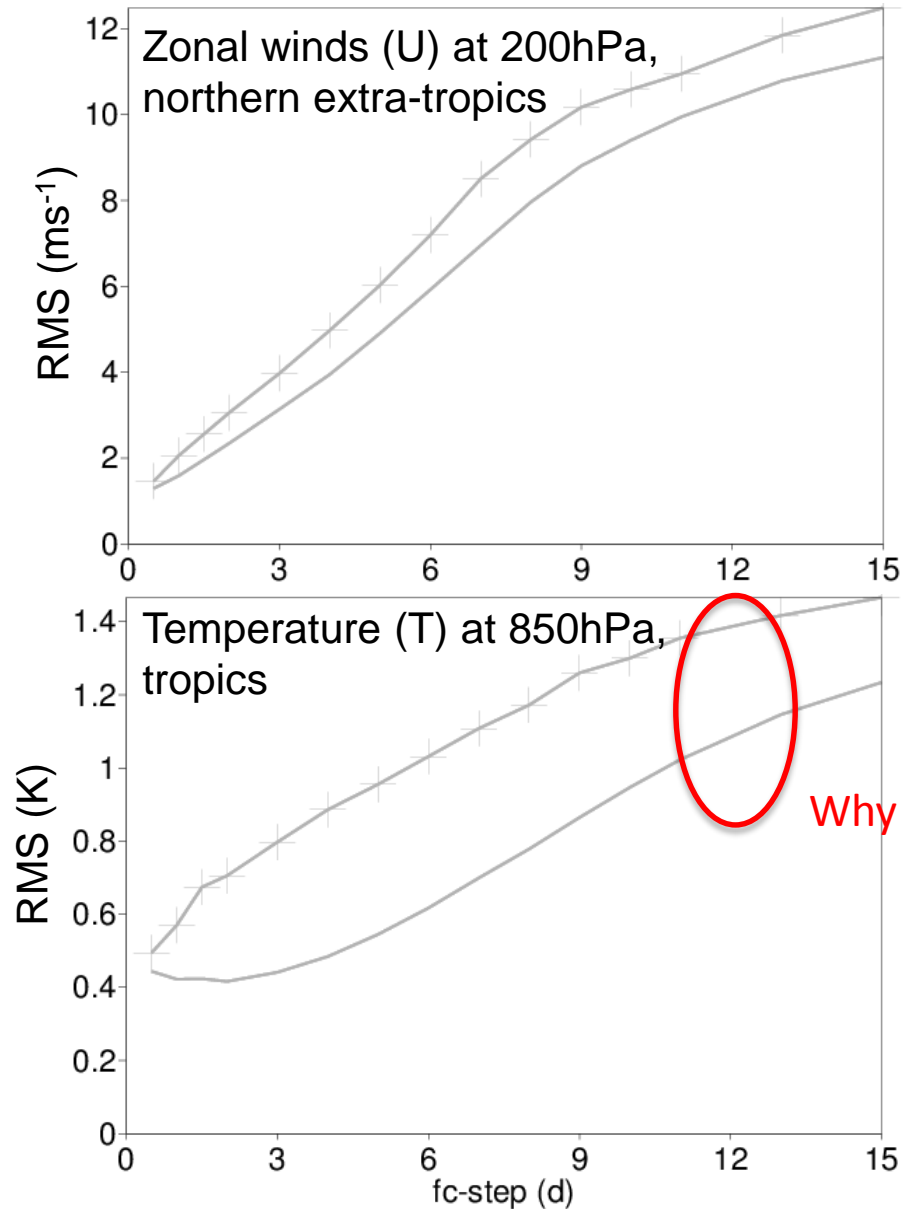 Zonal winds (U) at 200hPa,
northern extra-tropics
RMS (ms-1)
12
10
8
6
4
2
0
0 3 6 9 12 15
Temperature (T) at 850hPa,
tropics
RMS (K)
1.4
1.2
1
0.8
0.6
0.4
0.2
0
Why
0 3 6 9 12 15
fc-step (d)